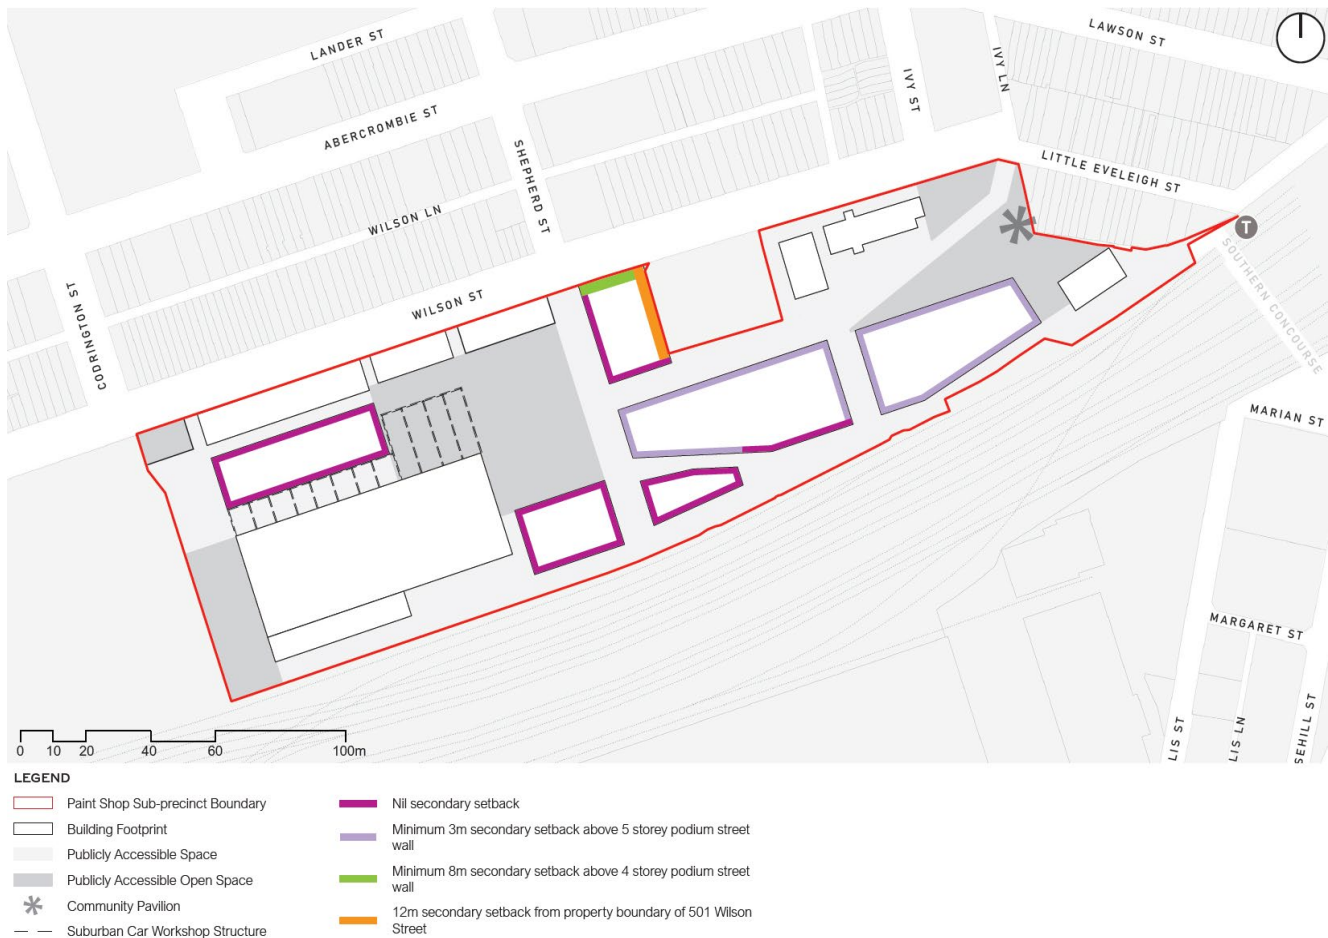 LANDER ST
LAWSON ST
IVY LN
IVY ST
ABERCROMBIE ST
SHEPHERD ST
LITTLE EVELEIGH ST
WILSON LN
T
SOUTHERN CONCOURSE
CODRINGTON ST
WILSON ST
MARIAN ST
MARGARET ST
LIS ST
LIS LN
SEHILL ST
0 10 20 40 60 100m
LEGEND
Paint Shop Sub-precinct Boundary
Building Footprint
Publicly Accessible Space
Publicly Accessible Open Space
Community Pavilion
Suburban Car Workshop Structure
Nil secondary setback
Minimum 3m secondary setback above 5 storey podium street
wall
Minimum 8m secondary setback above 4 storey podium street
wall
12m secondary setback from property boundary of 501 Wilson
Street